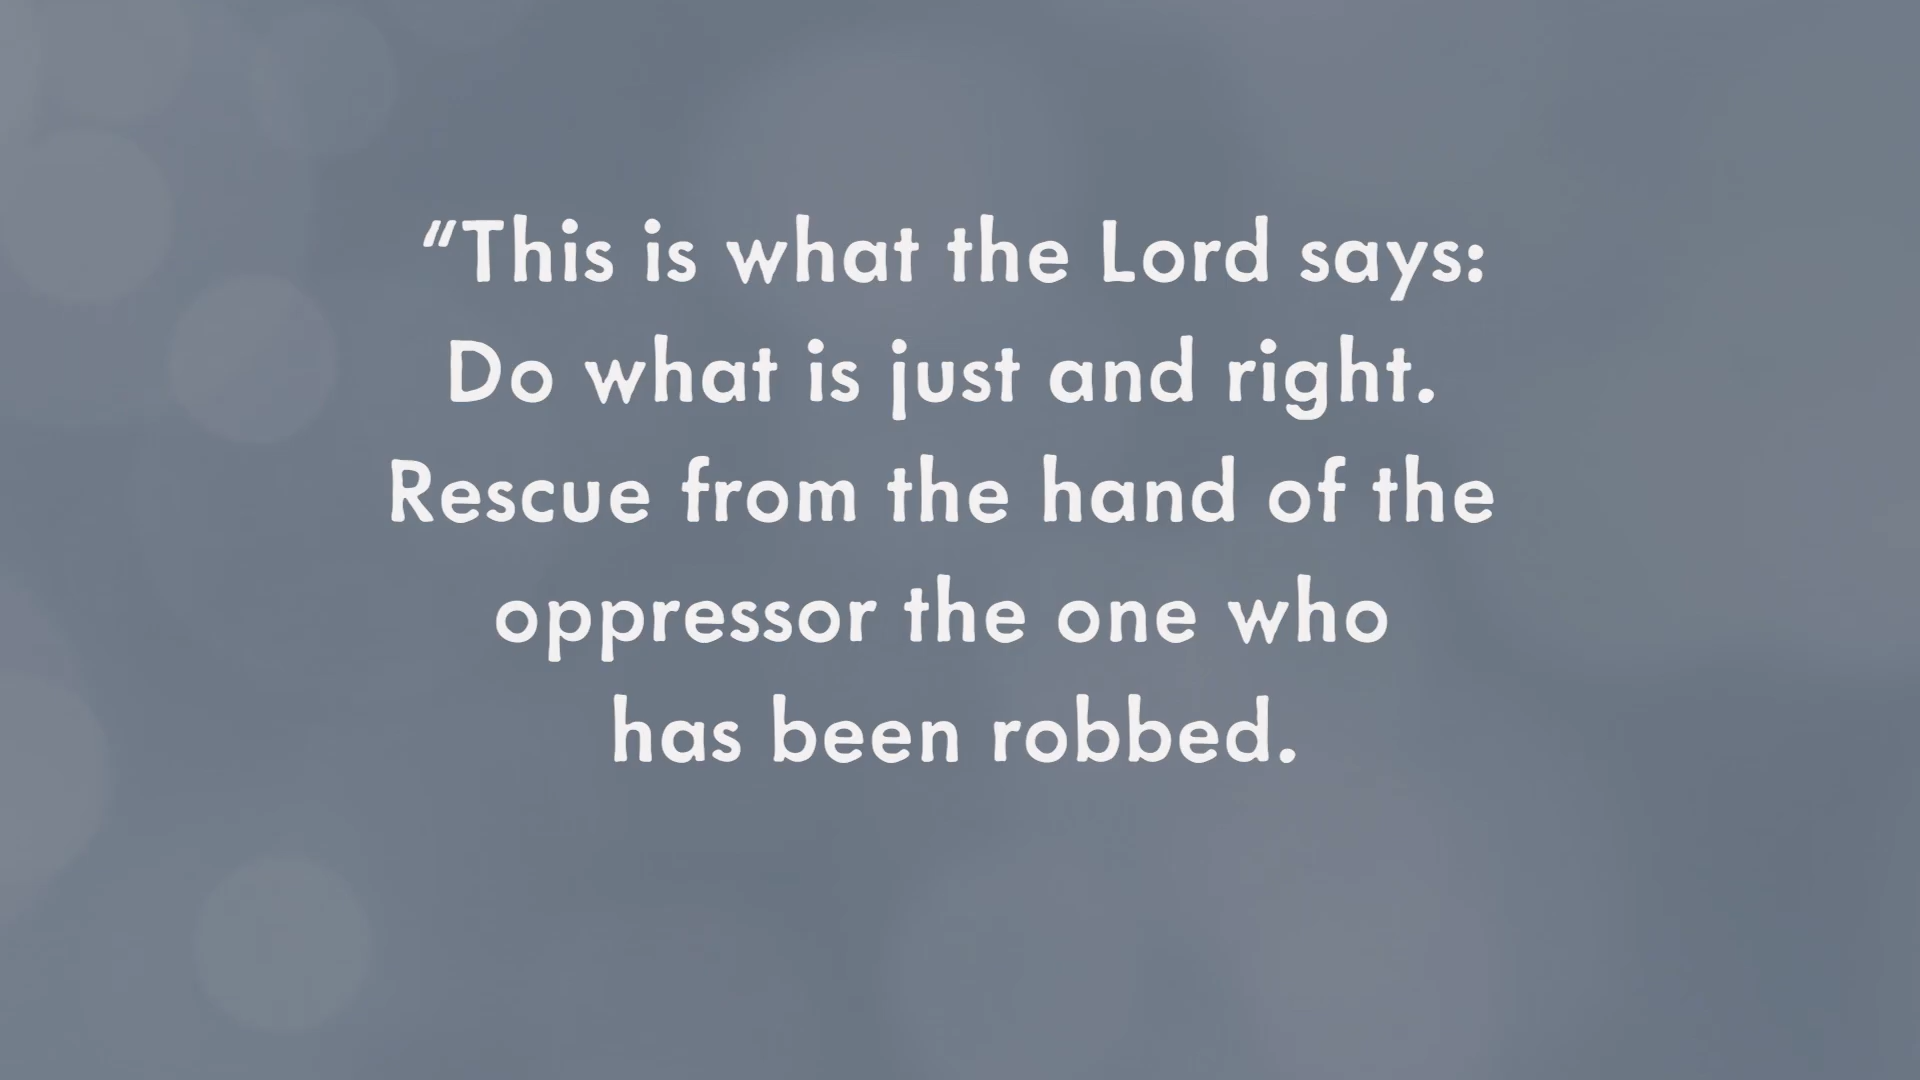 “This is what the Lord says:
Do what is just and right.
Rescue from the hand of the
oppressor the one who
has been robbed.